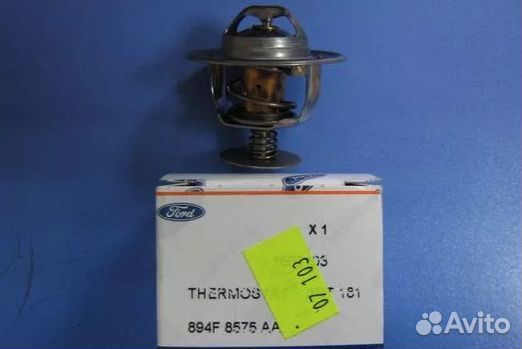 Ford
X 1
THERMOS
181
894F 8575 AA
07 103
Avito